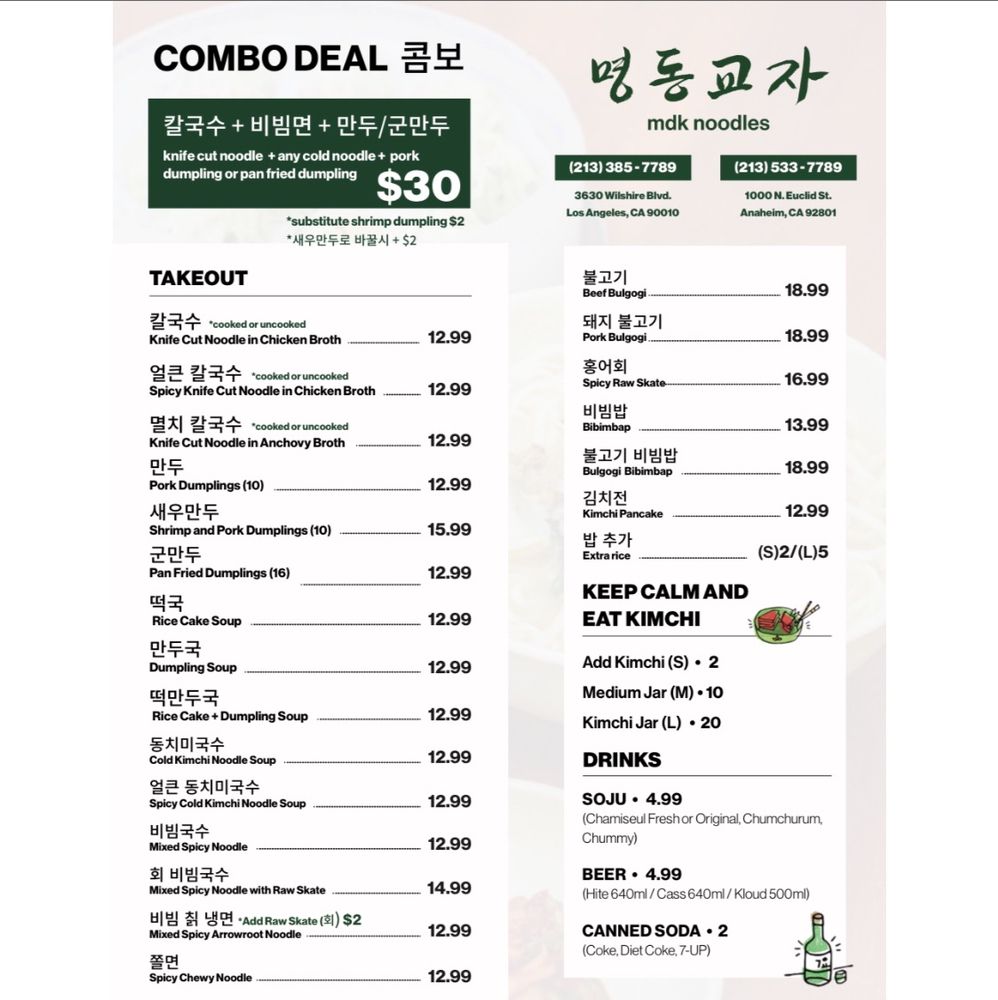 COMBO DEAL 콤보
칼국수 + 비빔면 + 만두/군만두
knife cut noodle + any cold noodle + pork
dumpling or pan fried dumpling
$30
*substitute shrimp dumpling $2
*새우만두로 바꿀시 + $2
명동교자
mdk noodles
(213) 385-7789
3630 Wilshire Blvd.
Los Angeles, CA 90010
(213) 533-7789
1000 N. Euclid St.
Anaheim, CA 92801
TAKEOUT
칼국수 *cooked or uncooked
Knife Cut Noodle in Chicken Broth 12.99
얼큰 칼국수 *cooked or uncooked
Spicy Knife Cut Noodle in Chicken Broth 12.99
멸치 칼국수 *cooked or uncooked
Knife Cut Noodle in Anchovy Broth 12.99
만두
Pork Dumplings (10) 12.99
새우만두
Shrimp and Pork Dumplings (10) 15.99
군만두
Pan Fried Dumplings (16) 12.99
떡국
Rice Cake Soup 12.99
만두국
Dumpling Soup 12.99
떡만두국
Rice Cake + Dumpling Soup 12.99
동치미국수
Cold Kimchi Noodle Soup 12.99
얼큰 동치미국수
Spicy Cold Kimchi Noodle Soup 12.99
비빔국수
Mixed Spicy Noodle 12.99
회 비빔국수
Mixed Spicy Noodle with Raw Skate 14.99
비빔 칡 냉면 *Add Raw Skate (회) $2
Mixed Spicy Arrowroot Noodle 12.99
쫄면
Spicy Chewy Noodle 12.99
불고기
Beef Bulgogi 18.99
돼지 불고기
Pork Bulgogi 18.99
홍어회
Spicy Raw Skate 16.99
비빔밥
Bibimbap 13.99
불고기 비빔밥
Bulgogi Bibimbap 18.99
김치전
Kimchi Pancake 12.99
밥 추가
Extra rice (S)2/(L)5
KEEP CALM AND
EAT KIMCHI
Add Kimchi (S) • 2
Medium Jar (M) • 10
Kimchi Jar (L) • 20
DRINKS
SOJU • 4.99
(Chamiseul Fresh or Original, Chumchurum,
Chummy)
BEER • 4.99
(Hite 640ml / Cass 640ml / Kloud 500ml)
CANNED SODA • 2
(Coke, Diet Coke, 7-UP)